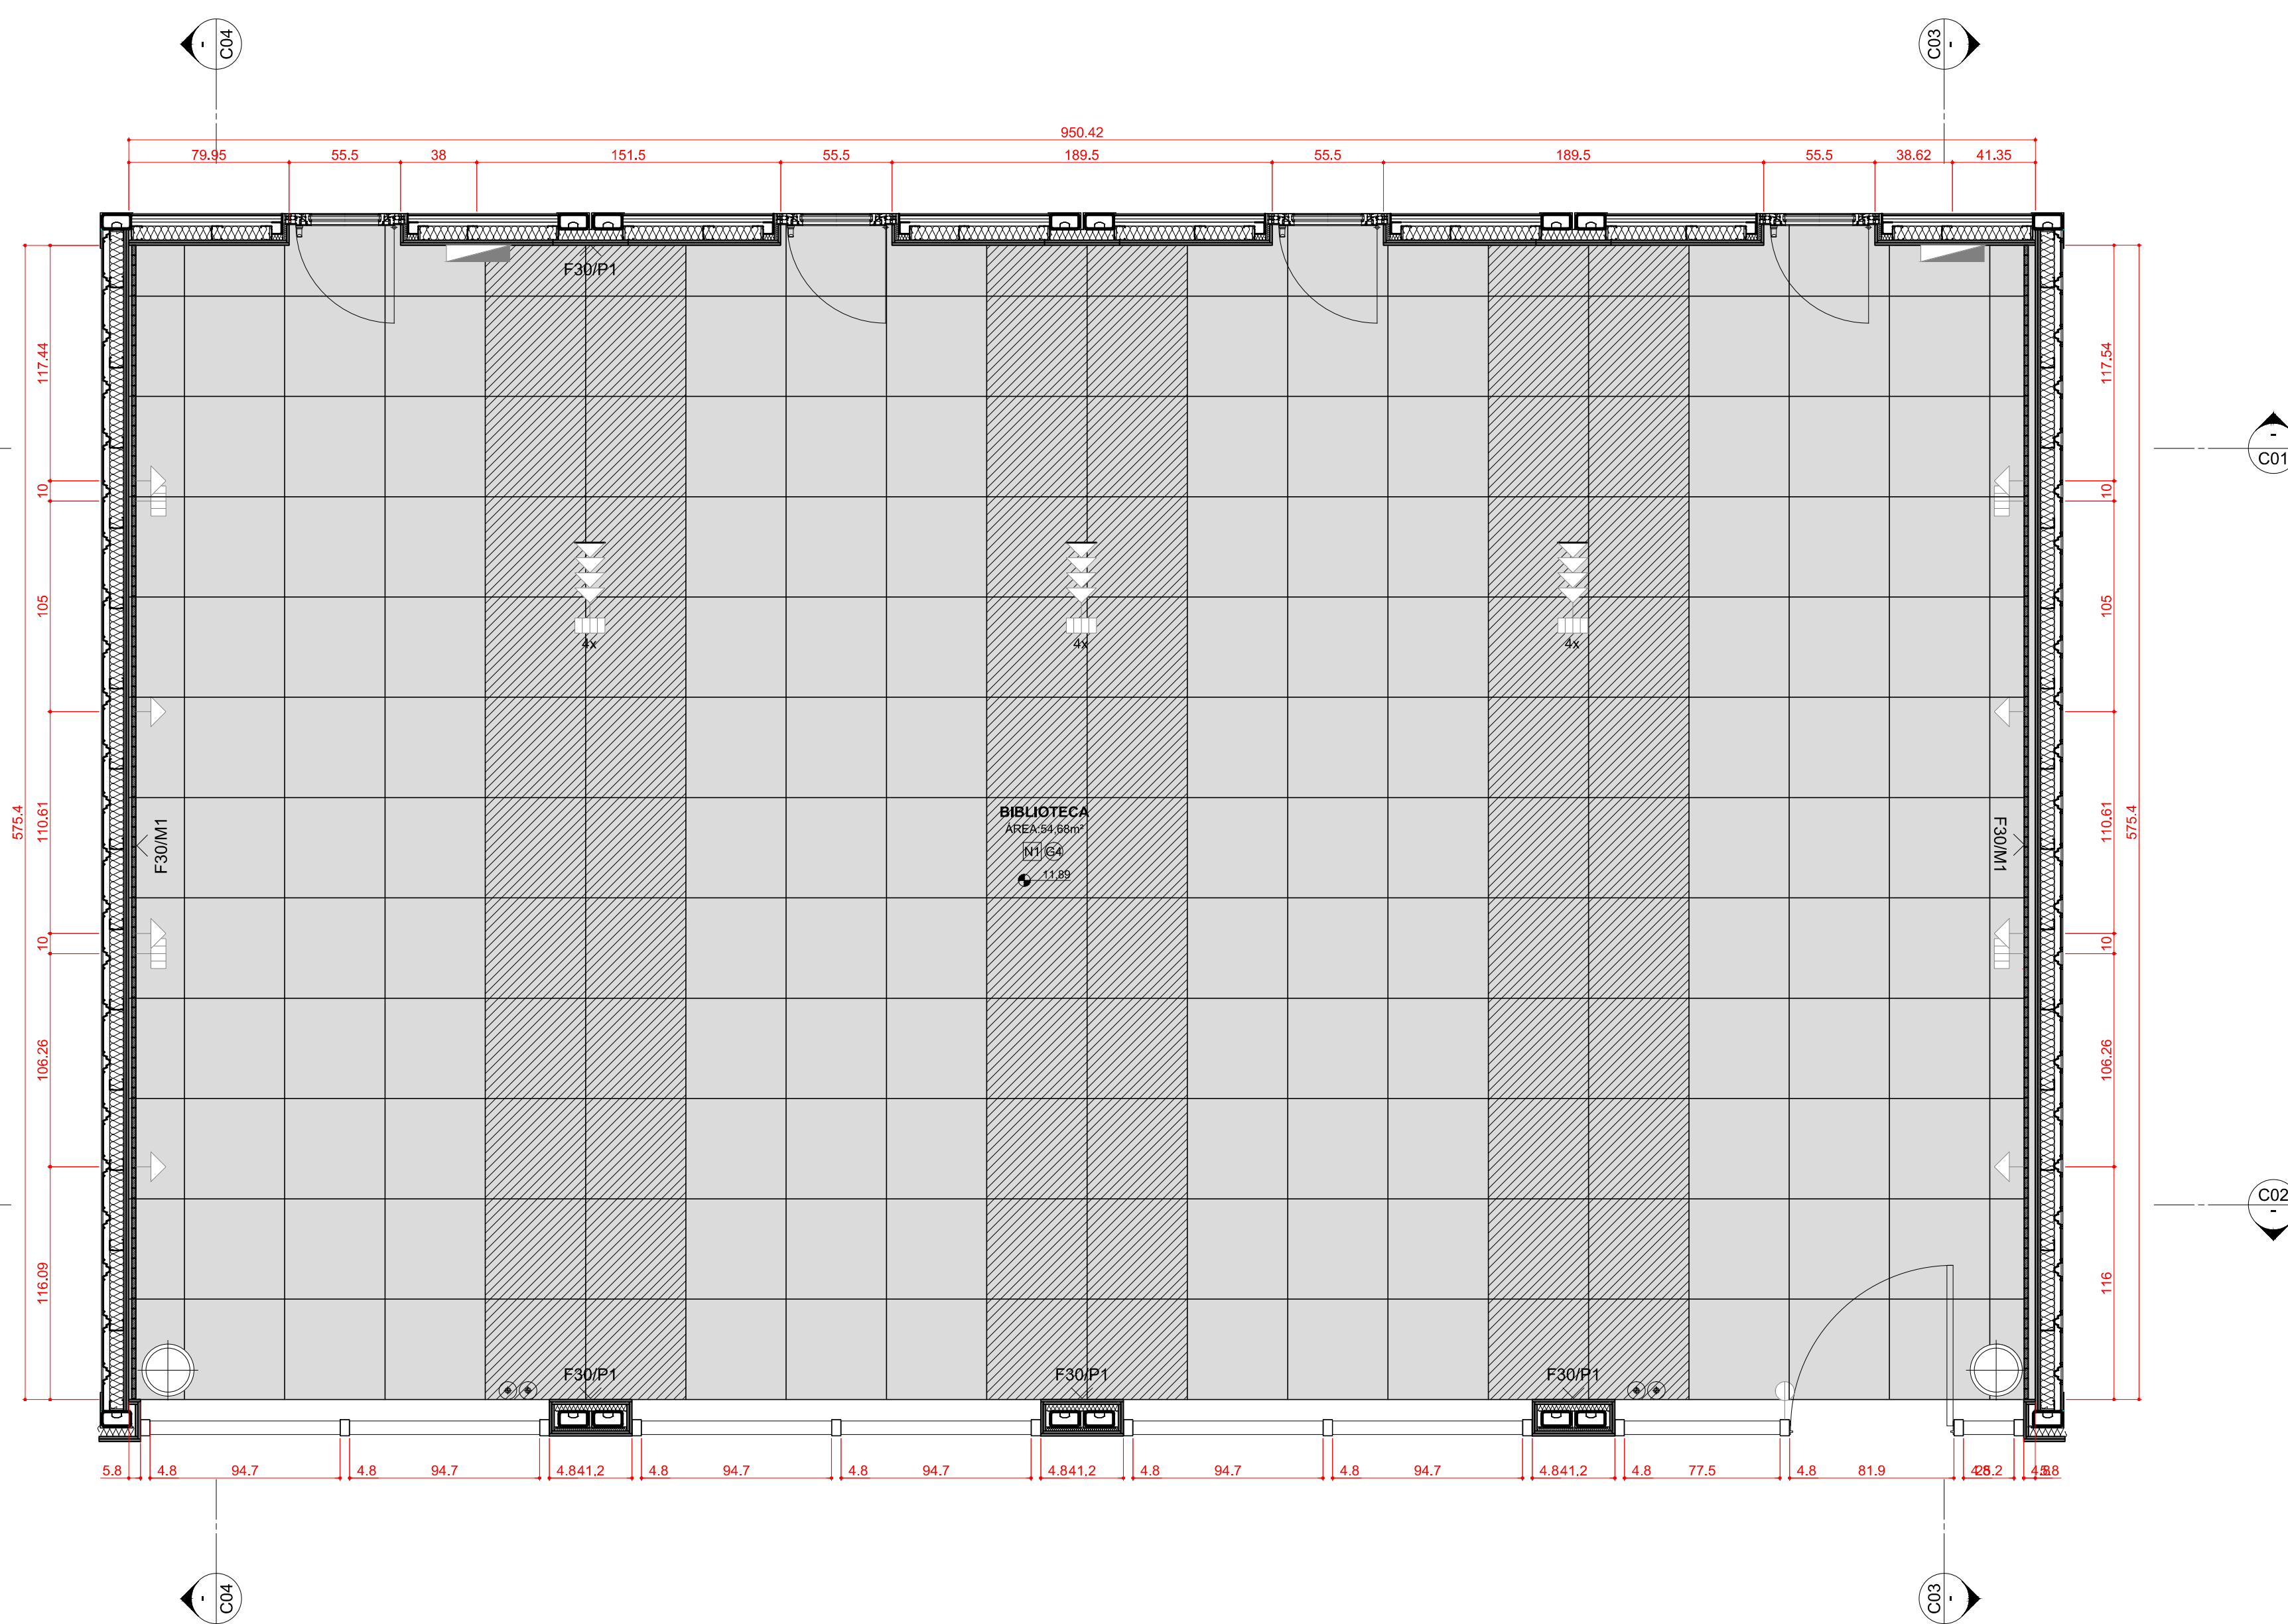 C04
-
C03
-
950.42
79.95 55.5 38 151.5 55.5 189.5 55.5 189.5 55.5 38.62 41.35
F30/P1
117.44
117.54
-
C01
10
10
105
105
4x 4x 4x
575.4
110.61
F30/M1
BIBLIOTECA
ÁREA:54,68m²
N1 G4
11,89
F30/M1
110.61
575.4
10
10
106.26
106.26
C02
-
116.09
116
F30/P1 F30/P1 F30/P1
5.8 4.8 94.7 4.8 94.7 4.8 41.2 4.8 94.7 4.8 94.7 4.8 41.2 4.8 94.7 4.8 94.7 4.8 41.2 4.8 77.5 4.8 81.9
C04
-
C03
-